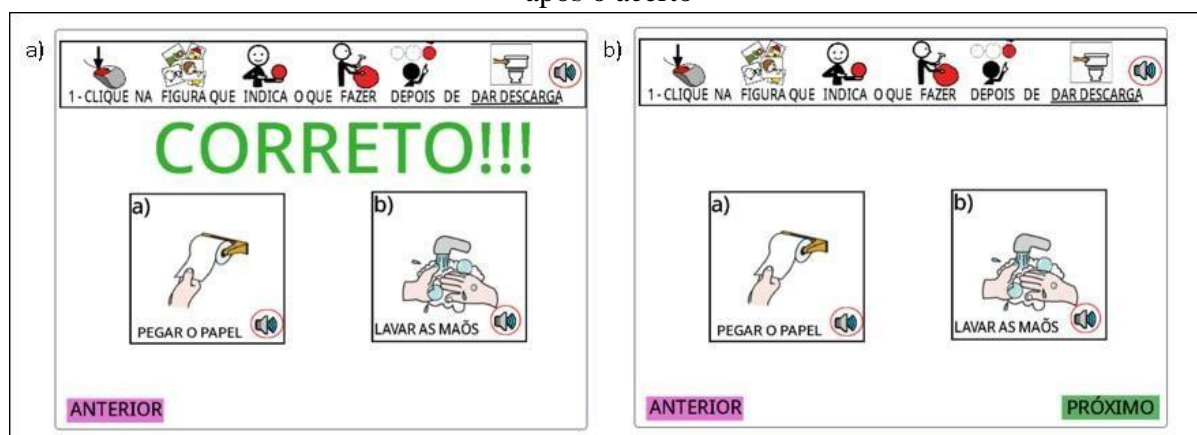 após o acerto
a)
1 - CLIQUE NA FIGURA QUE INDICA O QUE FAZER DEPOIS DE DAR DESCARGA
CORRETO!!!
a)
PEGAR O PAPEL
b)
LAVAR AS MAÕS
ANTERIOR
b)
1 - CLIQUE NA FIGURA QUE INDICA O QUE FAZER DEPOIS DE DAR DESCARGA
a)
PEGAR O PAPEL
b)
LAVAR AS MAÕS
ANTERIOR
PRÓXIMO